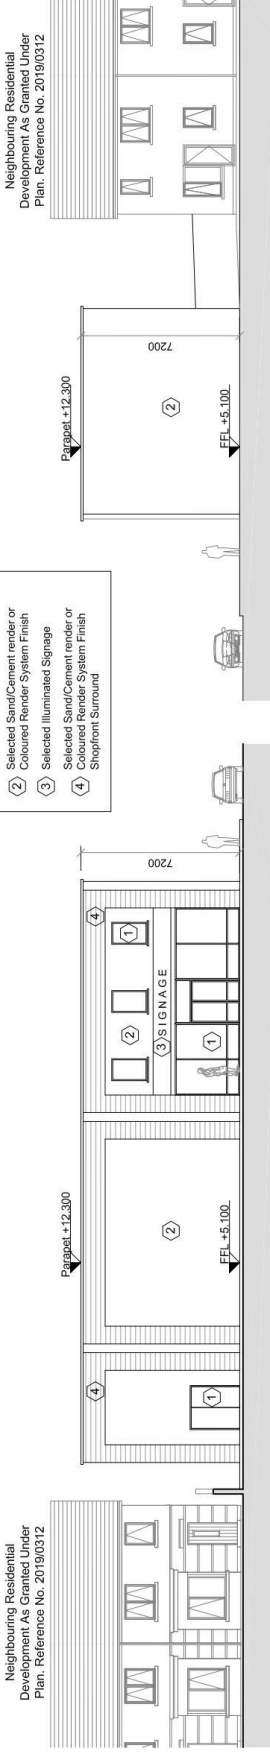 Neighbouring Residential
Development As Granted Under
Plan. Reference No. 2019/0312
Parapet +12.300
FFL +5.100
4
1
2
4
2
3 SIGNAGE
1
1
7200
2 Selected Sand/Cement render or
Coloured Render System Finish
3 Selected Illuminated Signage
4 Selected Sand/Cement render or
Coloured Render System Finish
Shopfront Surround
Parapet +12.300
FFL +5.100
2
7200
Neighbouring Residential
Development As Granted Under
Plan. Reference No. 2019/0312